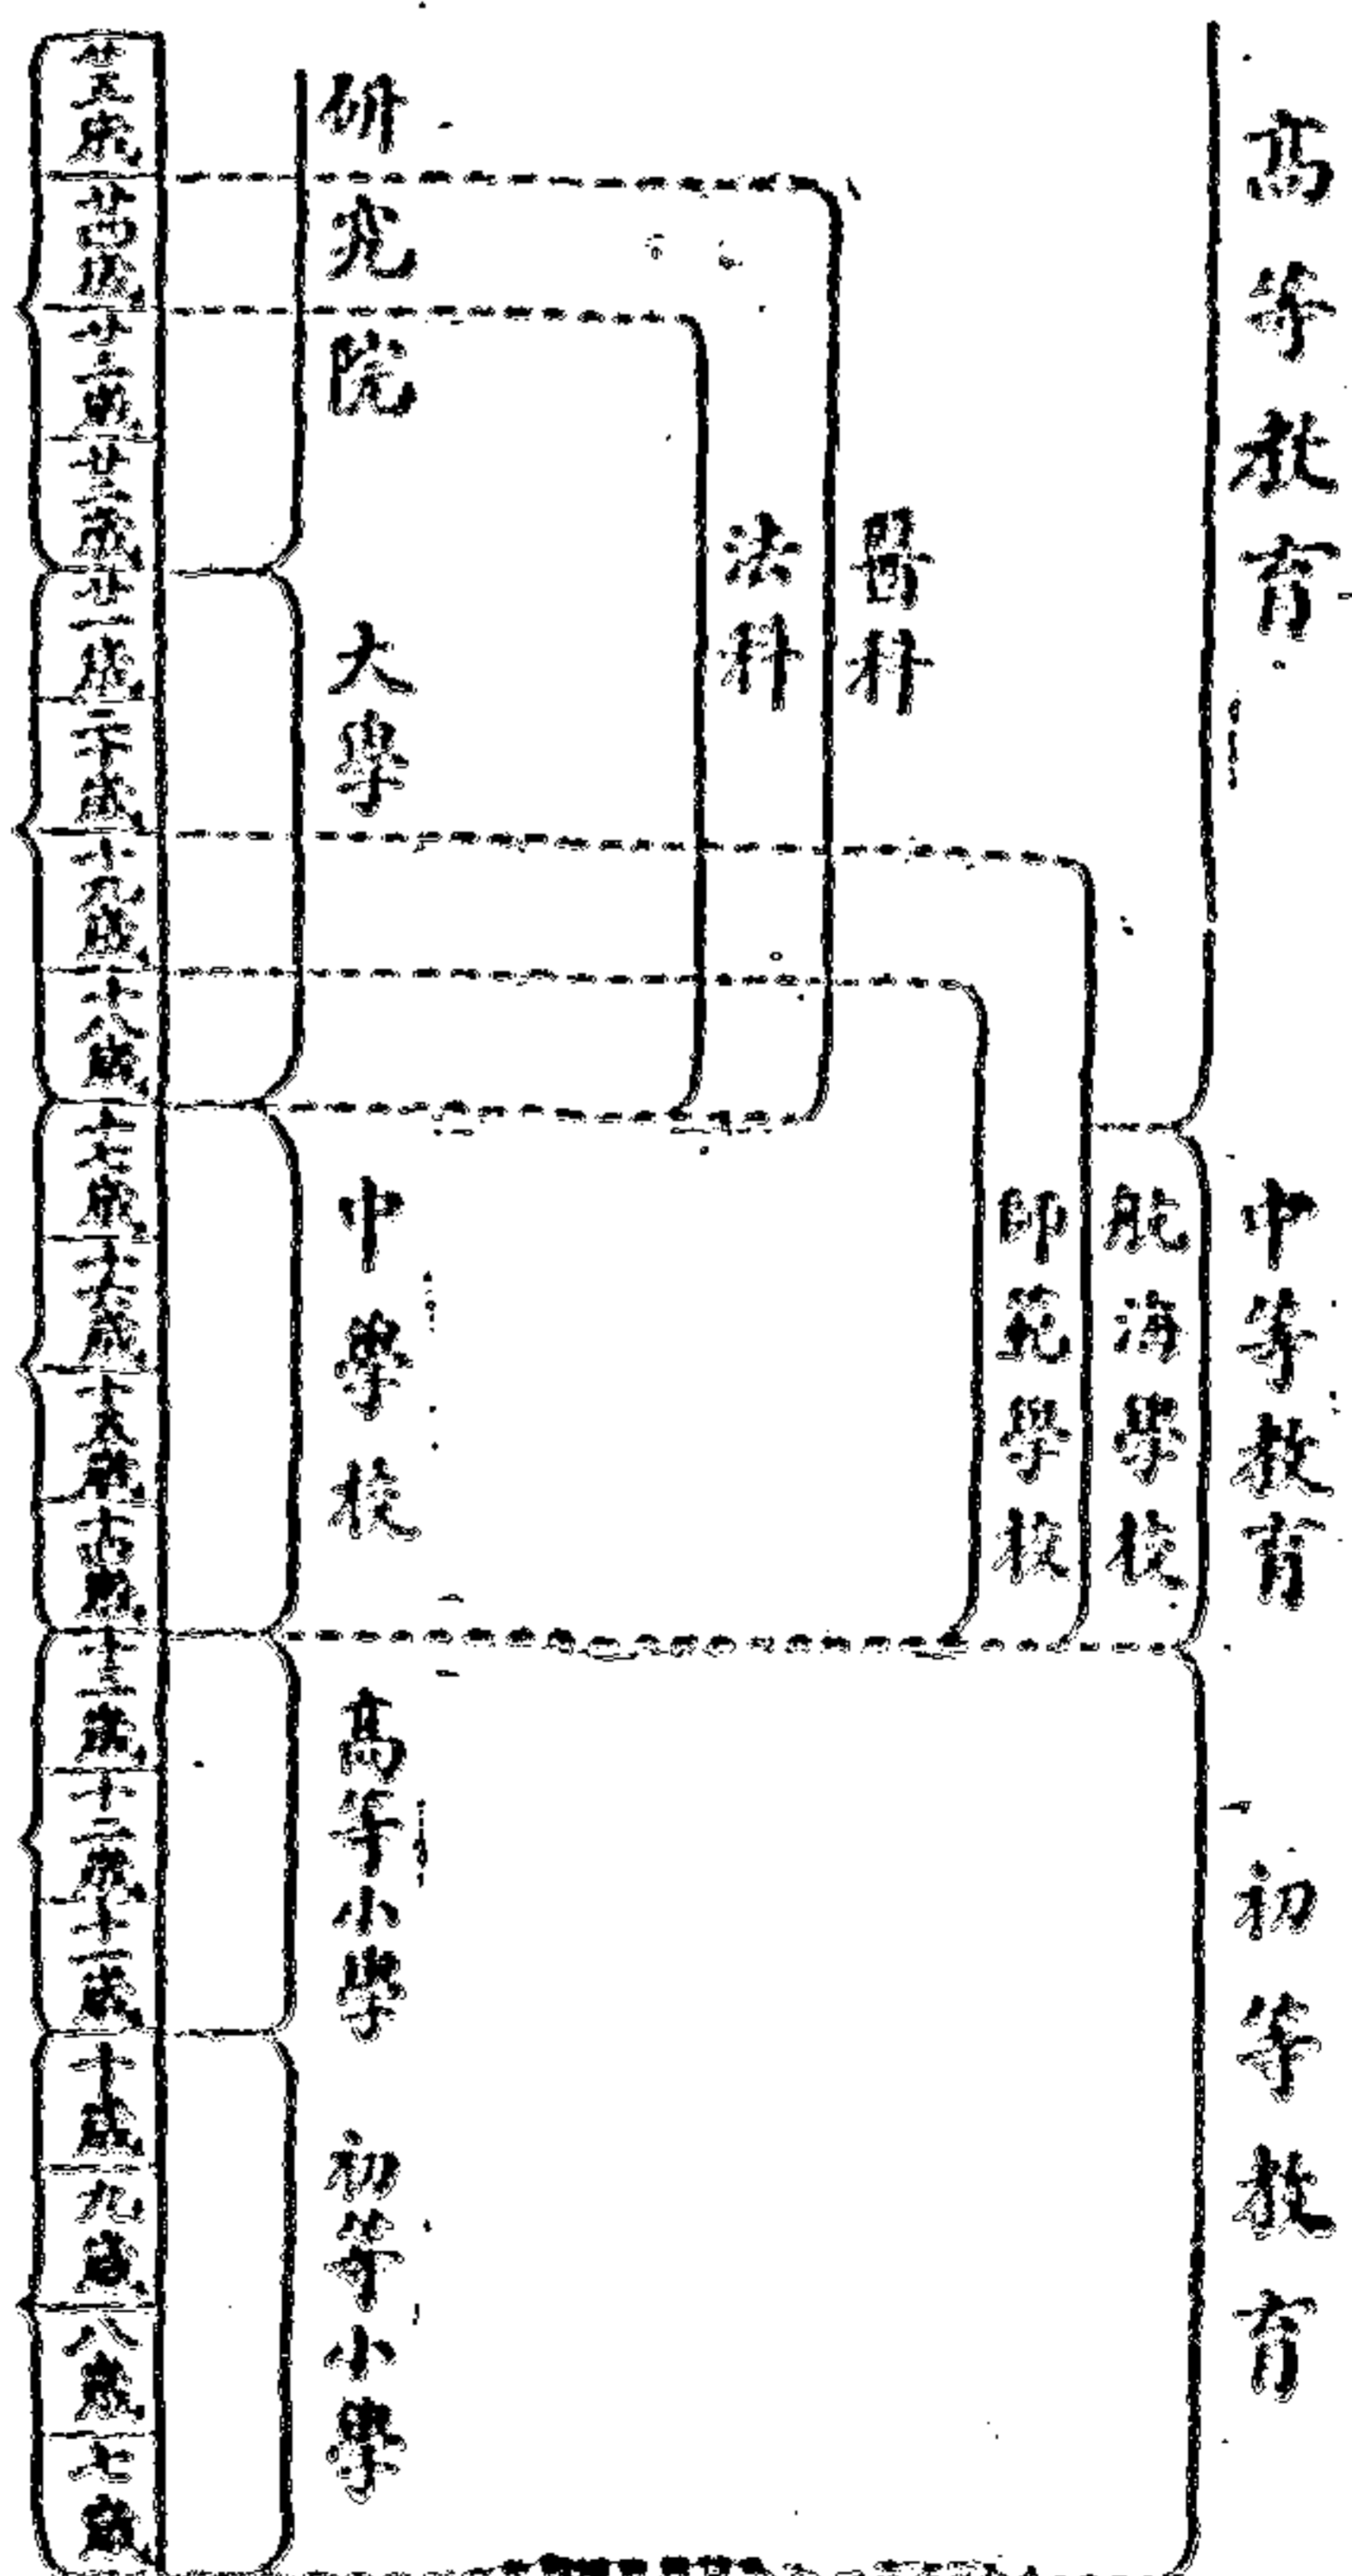 高等教育
中等教育
初等教育
航海學校
師範學校
醫科
法科
研究院
大學
中學校
高等小學
初等小學
廿五歲
廿四歲
廿三歲
廿二歲
廿一歲
二十歲
十九歲
十八歲
十七歲
十六歲
十五歲
十四歲
十三歲
十二歲
十一歲
十歲
九歲
八歲
七歲